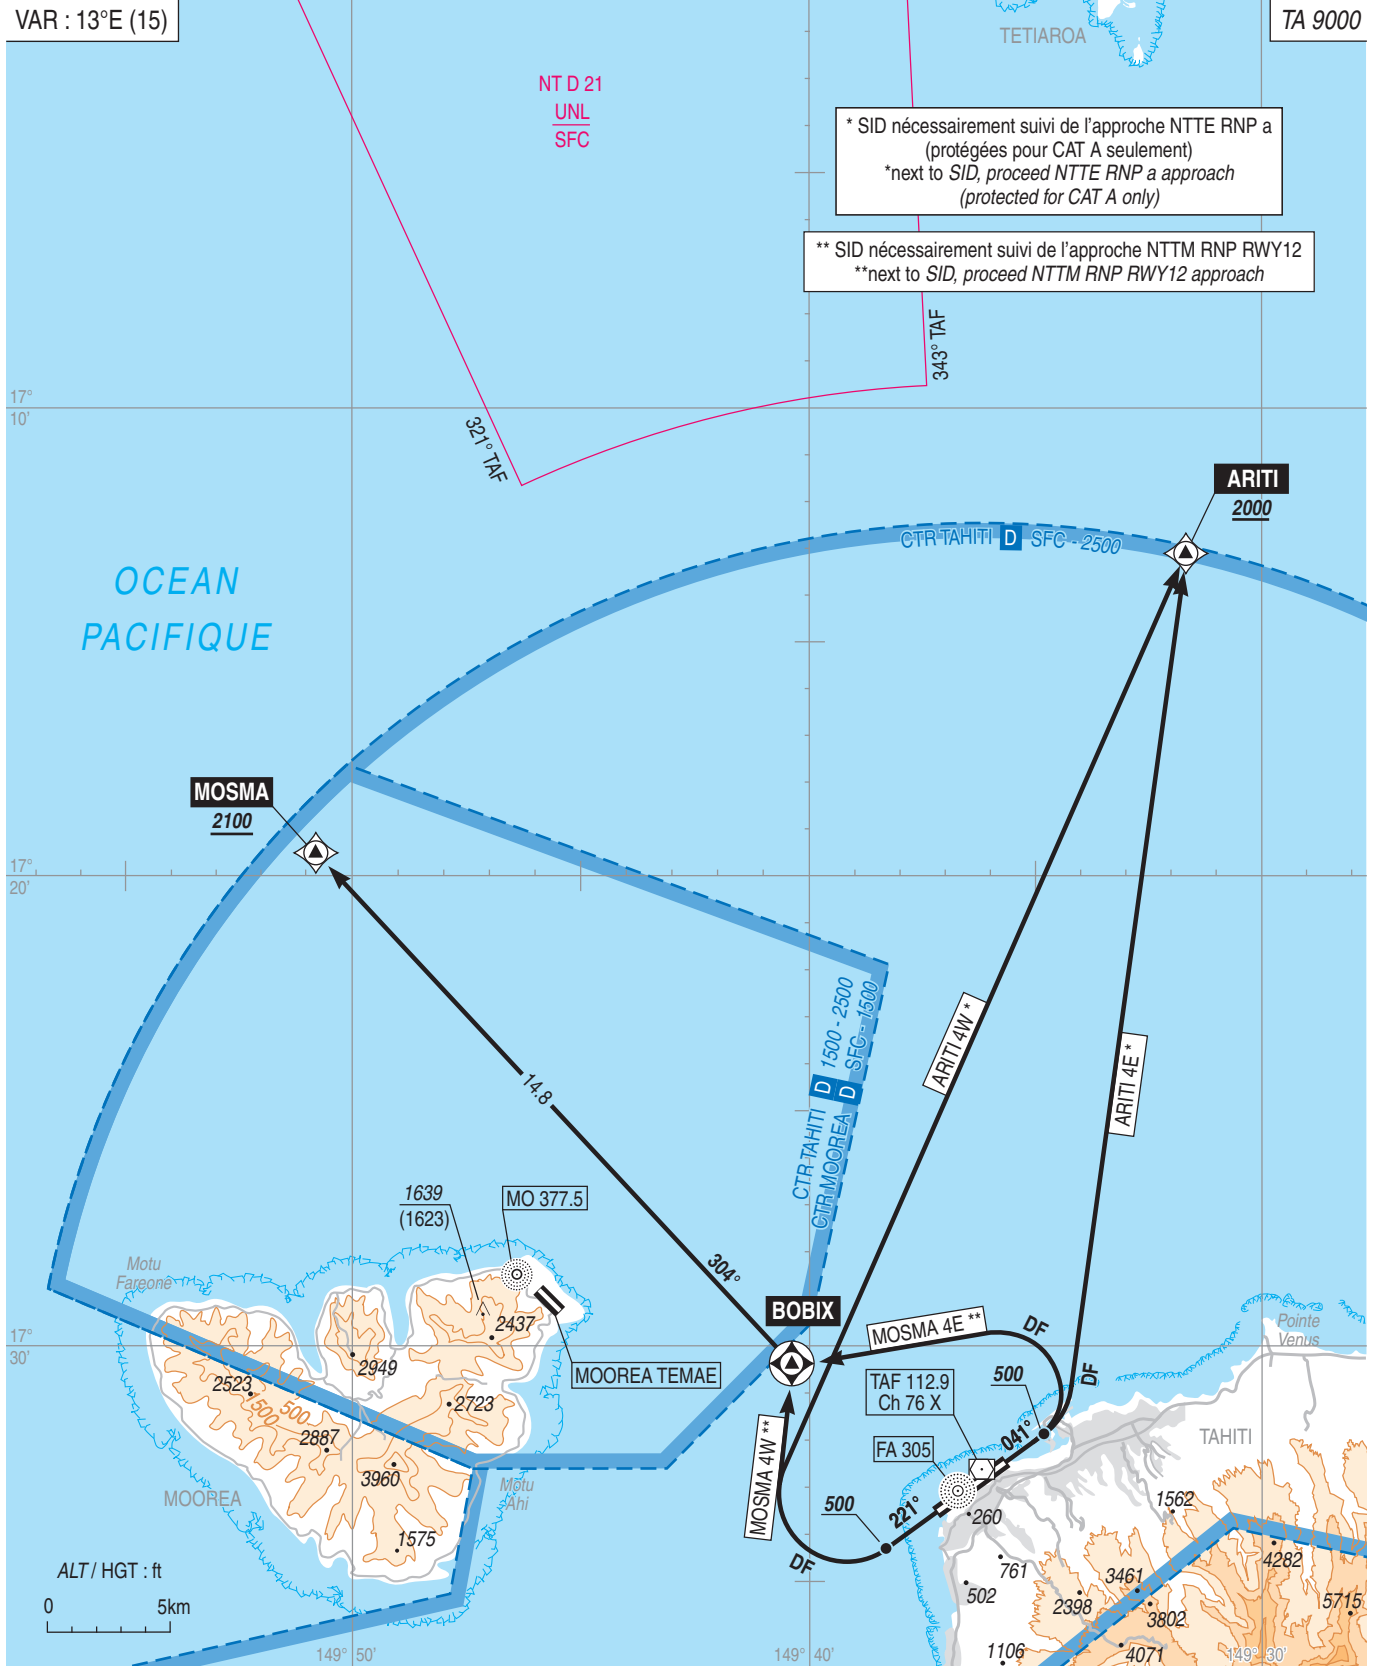 VAR : 13°E (15)
TETIAROA
TA 9000
NT D 21
UNL
SFC
* SID nécessairement suivi de l'approche NTTE RNP a
(protégées pour CAT A seulement)
*next to SID, proceed NTTE RNP a approach
(protected for CAT A only)
** SID nécessairement suivi de l'approche NTTM RNP RWY12
**next to SID, proceed NTTM RNP RWY12 approach
343° TAF
17°
10'
321° TAF
ARITI
2000
CTR TAHITI D SFC - 2500
OCEAN
PACIFIQUE
MOSMA
2100
17°
20'
ARITI 4W *
ARITI 4E *
14.8
CTR TAHITI D 1500 - 2500
CTR MOOREA D SFC - 1500
1639
(1623)
MO 377.5
Motu
Fareone
304°
BOBIX
MOSMA 4E **
DF
Pointe
Venus
2437
17°
30'
2949
MOOREA TEMAE
TAF 112.9
Ch 76 X
500
DF
2523
500
500
2723
2887
MOSMA 4W **
FA 305
041°
TAHITI
3960
MOOREA
Motu
Ahi
500
221°
260
1562
1575
DF
761
4282
ALT / HGT : ft
502
2398
3461
3802
5715
0
5km
1106
4071
149° 50'
149° 40'
149° 30'